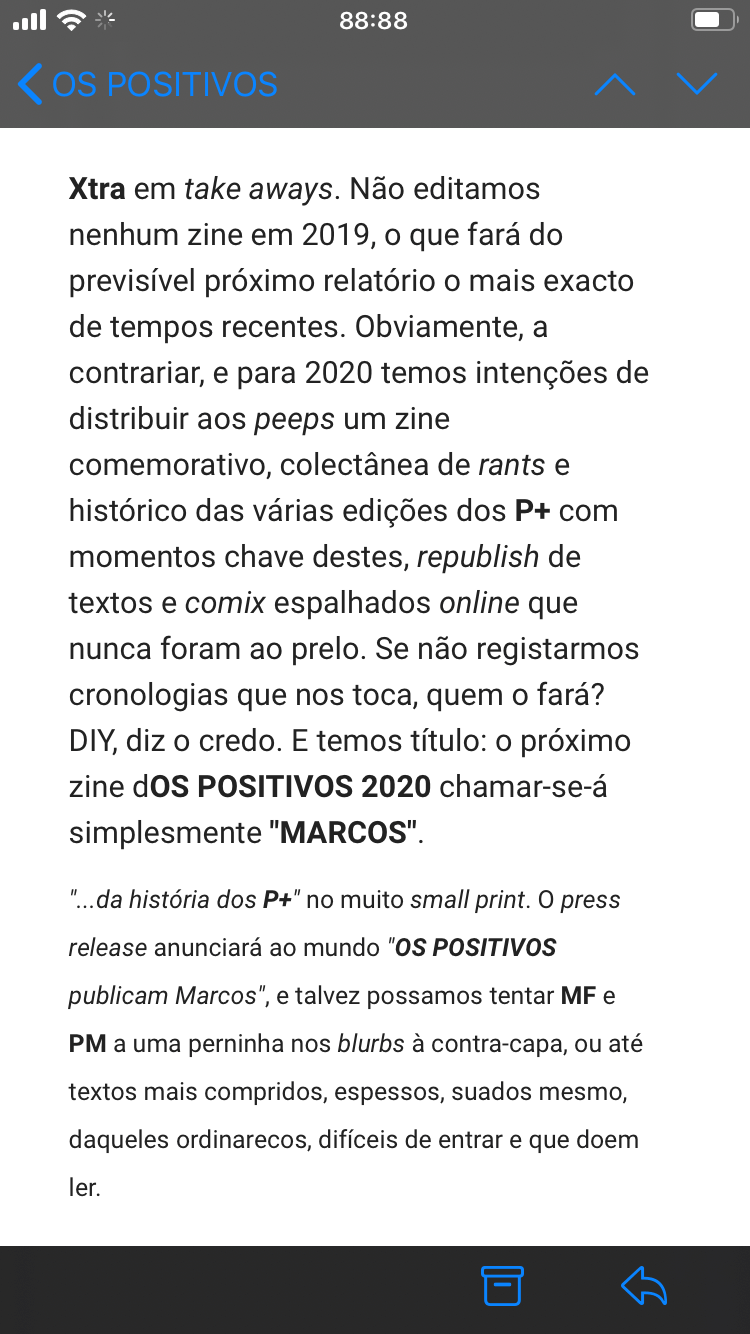 88:88
OS POSITIVOS
Xtra em take aways. Não editamos
nenhum zine em 2019, o que fará do
previsível próximo relatório o mais exacto
de tempos recentes. Obviamente, a
contrariar, e para 2020 temos intenções de
distribuir aos peeps um zine
comemorativo, colectânea de rants e
histórico das várias edições dos P+ com
momentos chave destes, republish de
textos e comix espalhados online que
nunca foram ao prelo. Se não registarmos
cronologias que nos toca, quem o fará?
DIY, diz o credo. E temos título: o próximo
zine dOS POSITIVOS 2020 chamar-se-á
simplesmente "MARCOS".
"...da história dos P+" no muito small print. O press
release anunciará ao mundo "OS POSITIVOS
publicam Marcos", e talvez possamos tentar MF e
PM a uma perninha nos blurbs à contra-capa, ou até
textos mais compridos, espessos, suados mesmo,
daqueles ordinarecos, difíceis de entrar e que doem
ler.